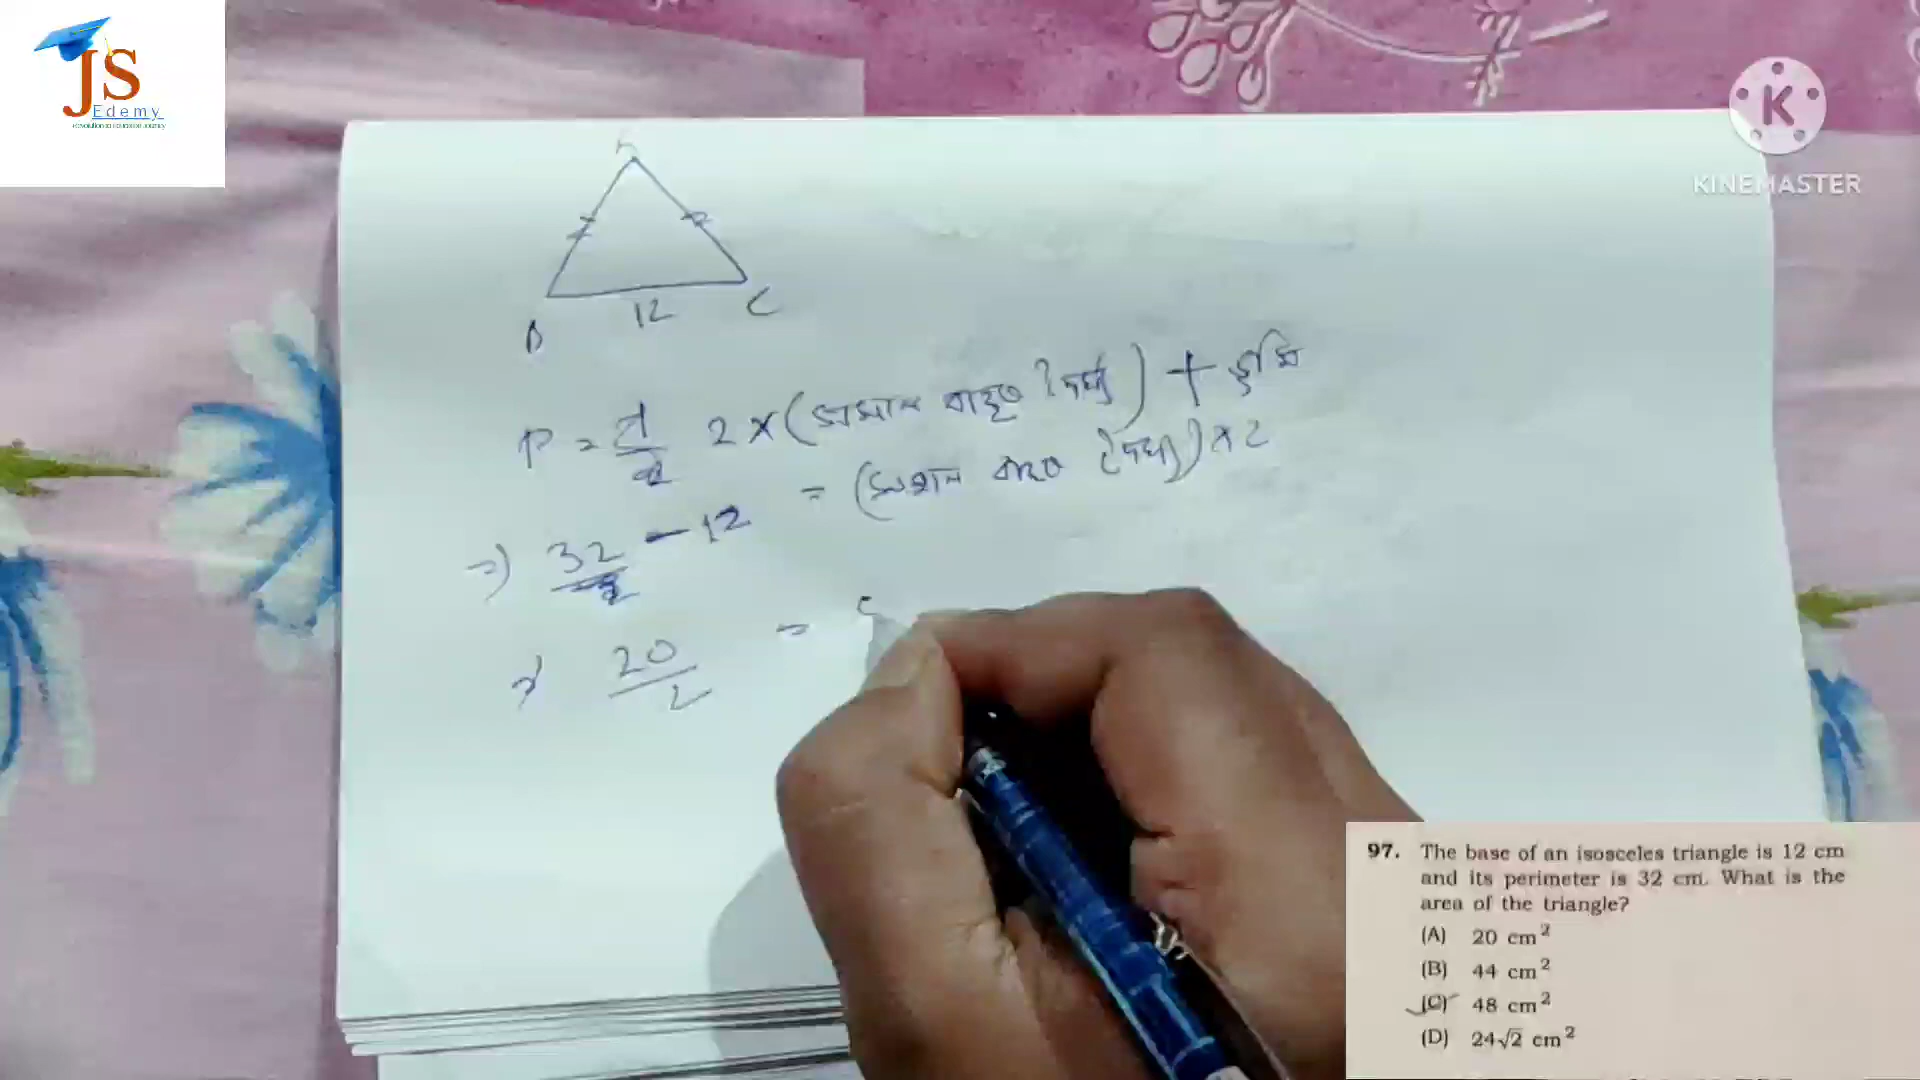 JS
Edemy
KINEMASTER
B
12
C
P = 2 × (সমান বাহুৰ দৈৰ্ঘ্য) + ভূমি
⇒ 32 - 12 = (সমান বাহুৰ দৈৰ্ঘ্য) × 2
⇒ 20/2 =
97. The base of an isosceles triangle is 12 cm
and its perimeter is 32 cm. What is the
area of the triangle?
(A) 20 cm²
(B) 44 cm²
(C) 48 cm²
(D) 24√2 cm²